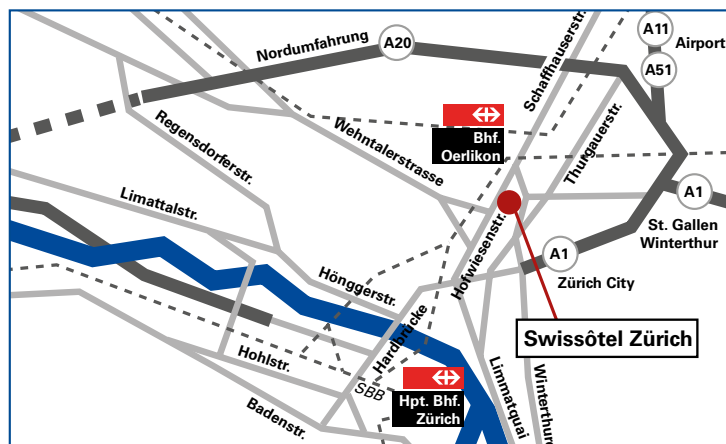 A11
Airport
A51
A20
Nordumfahrung
Schaffhauserstr.
Bhf.
Oerlikon
Thurgauerstr.
Wehntalerstrasse
Regensdorferstr.
Limattalstr.
A1
St. Gallen
Winterthur
Hofwiesenstr.
A1
Zürich City
Hönggerstr.
Hardbrücke
Swissôtel Zürich
Hohlstr.
SBB
Hpt. Bhf.
Zürich
Badenstr.
Limmatquai
Winterthure